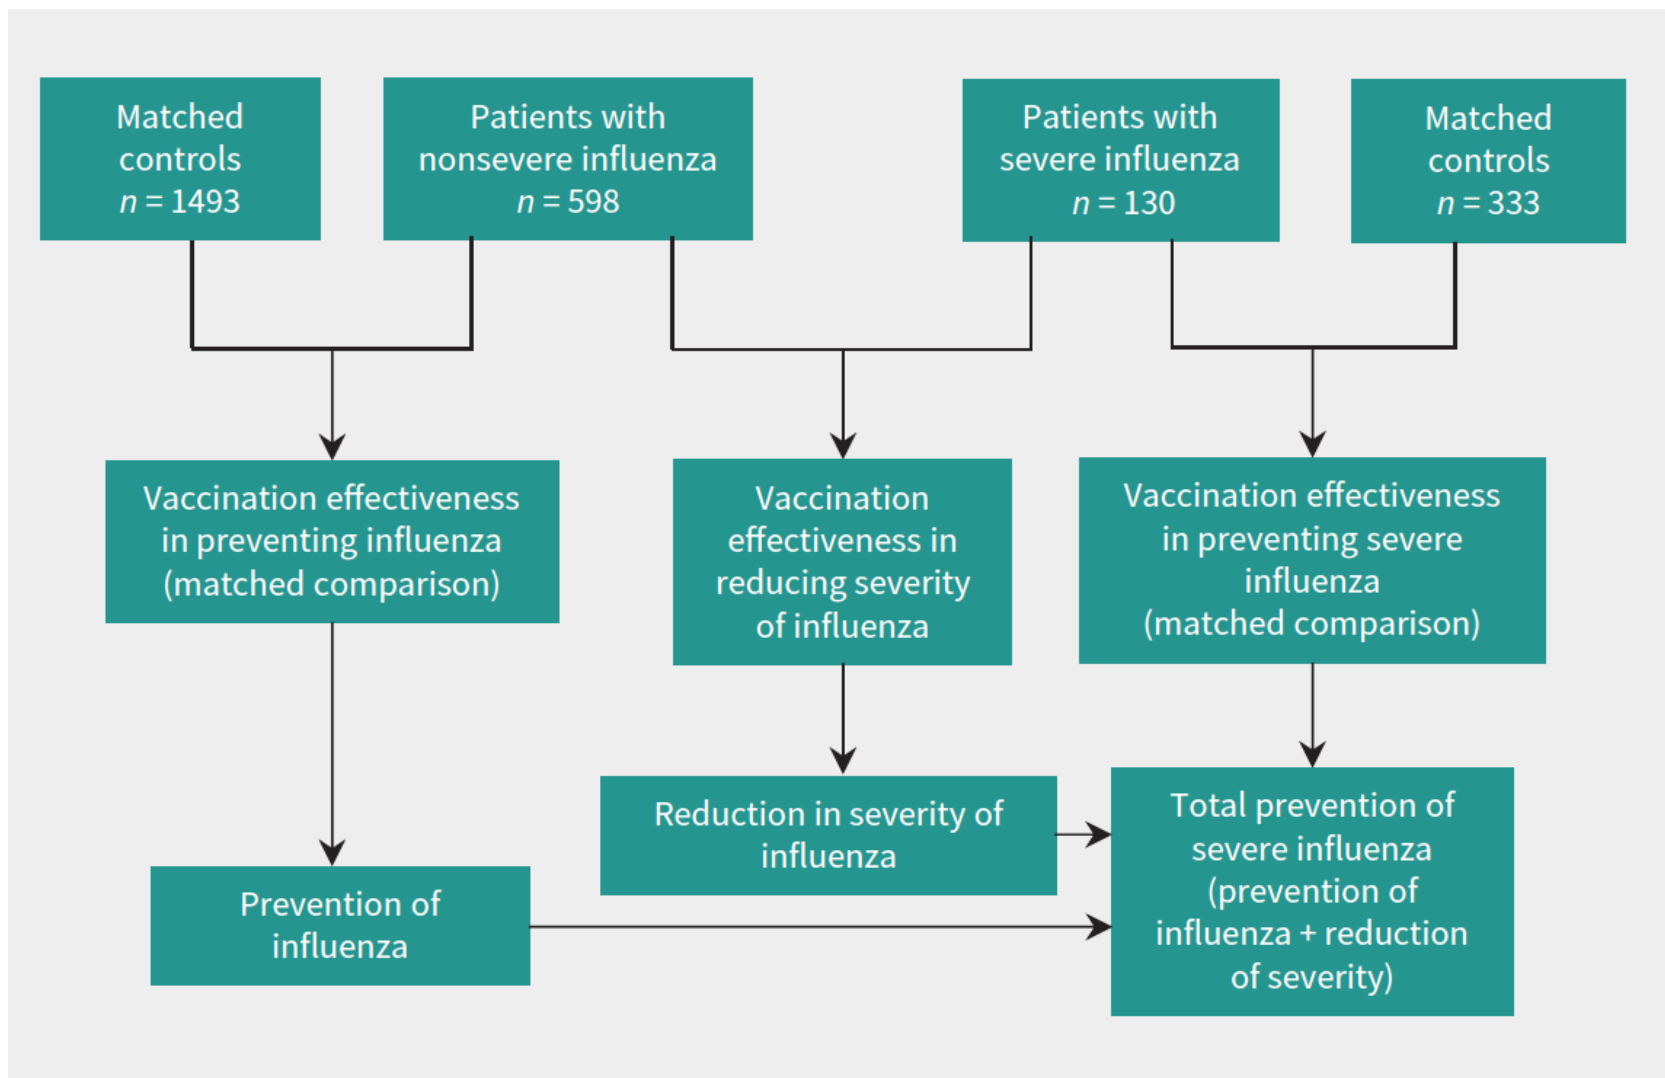 Matched
controls
n = 1493
Patients with
nonsevere influenza
n = 598
Patients with
severe influenza
n = 130
Matched
controls
n = 333
Vaccination effectiveness
in preventing influenza
(matched comparison)
Vaccination
effectiveness in
reducing severity
of influenza
Vaccination effectiveness
in preventing severe
influenza
(matched comparison)
Prevention of
influenza
Reduction in severity of
influenza
Total prevention of
severe influenza
(prevention of
influenza + reduction
of severity)